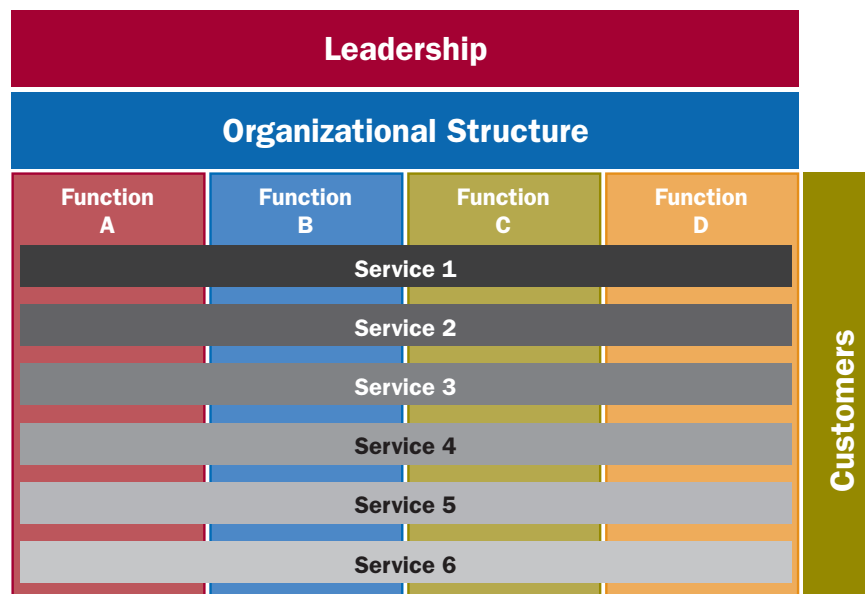 Leadership
Organizational Structure
Function
A
Function
B
Function
C
Function
D
Service 1
Service 2
Service 3
Service 4
Service 5
Service 6
Customers